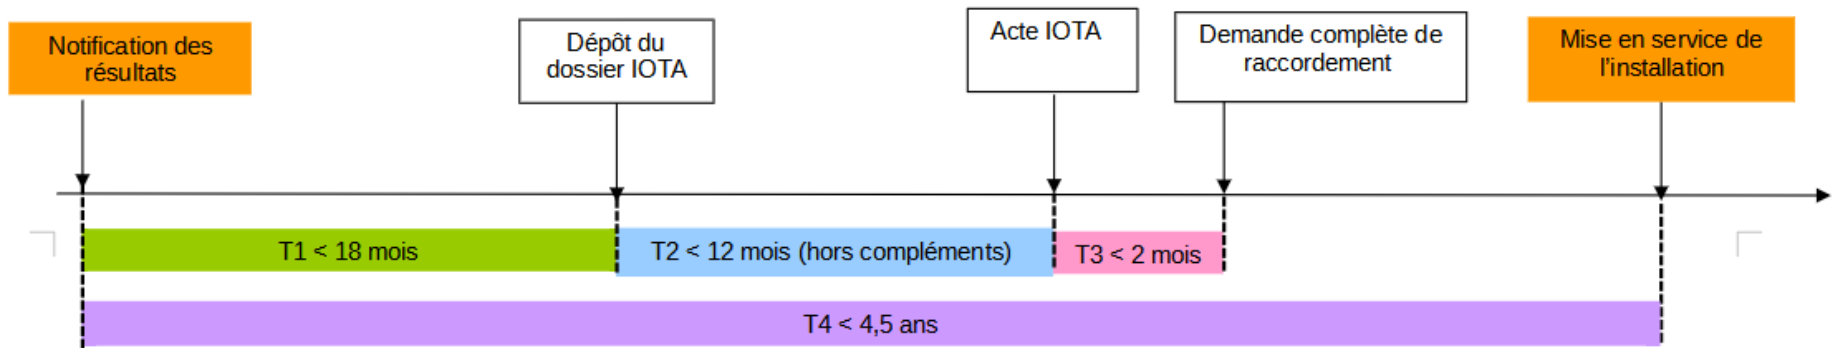 Notification des
résultats
Dépôt du
dossier IOTA
Acte IOTA
Demande complète de
raccordement
Mise en service de
l’installation
T1 < 18 mois
T2 < 12 mois (hors compléments)
T3 < 2 mois
T4 < 4,5 ans